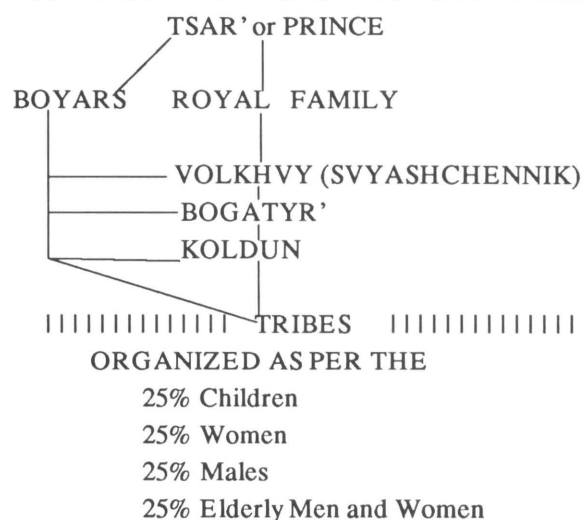 TSAR' or PRINCE
BOYARS ROYAL FAMILY
VOLKHVY (SVYASHCHENNIK)
BOGATYR'
KOLDUN
TRIBES
ORGANIZED AS PER THE
25% Children
25% Women
25% Males
25% Elderly Men and Women